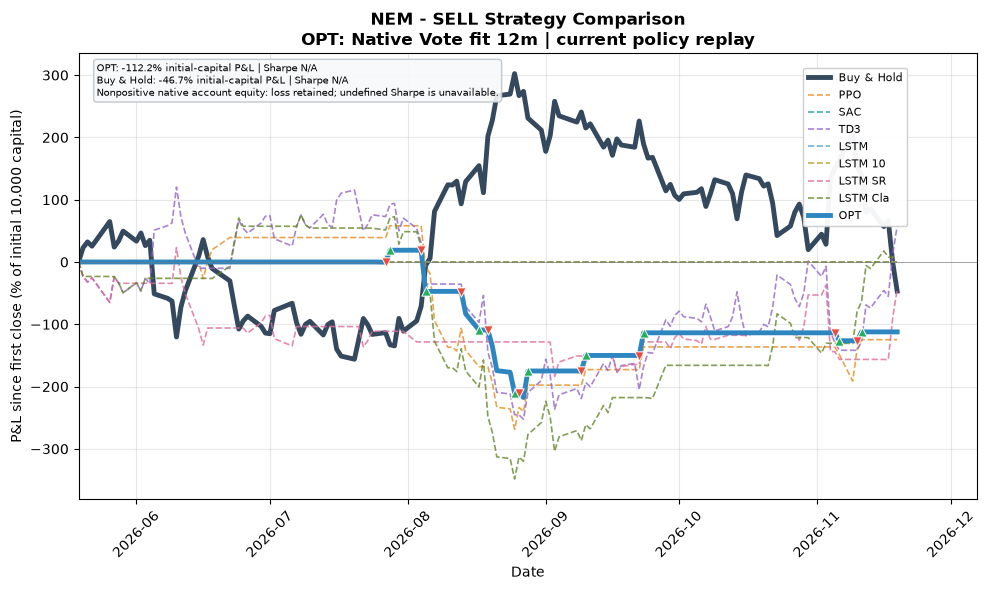 NEM - SELL Strategy Comparison
OPT: Native Vote fit 12m | current policy replay
OPT: -112.2% initial-capital P&L | Sharpe N/A
Buy & Hold: -46.7% initial-capital P&L | Sharpe N/A
Nonpositive native account equity: loss retained; undefined Sharpe is unavailable.
Buy & Hold
PPO
SAC
TD3
LSTM
LSTM 10
LSTM SR
LSTM Cla
OPT
P&L since first close (% of initial 10,000 capital)
300
200
100
0
−100
−200
−300
2026-06
2026-07
2026-08
2026-09
2026-10
2026-11
2026-12
Date